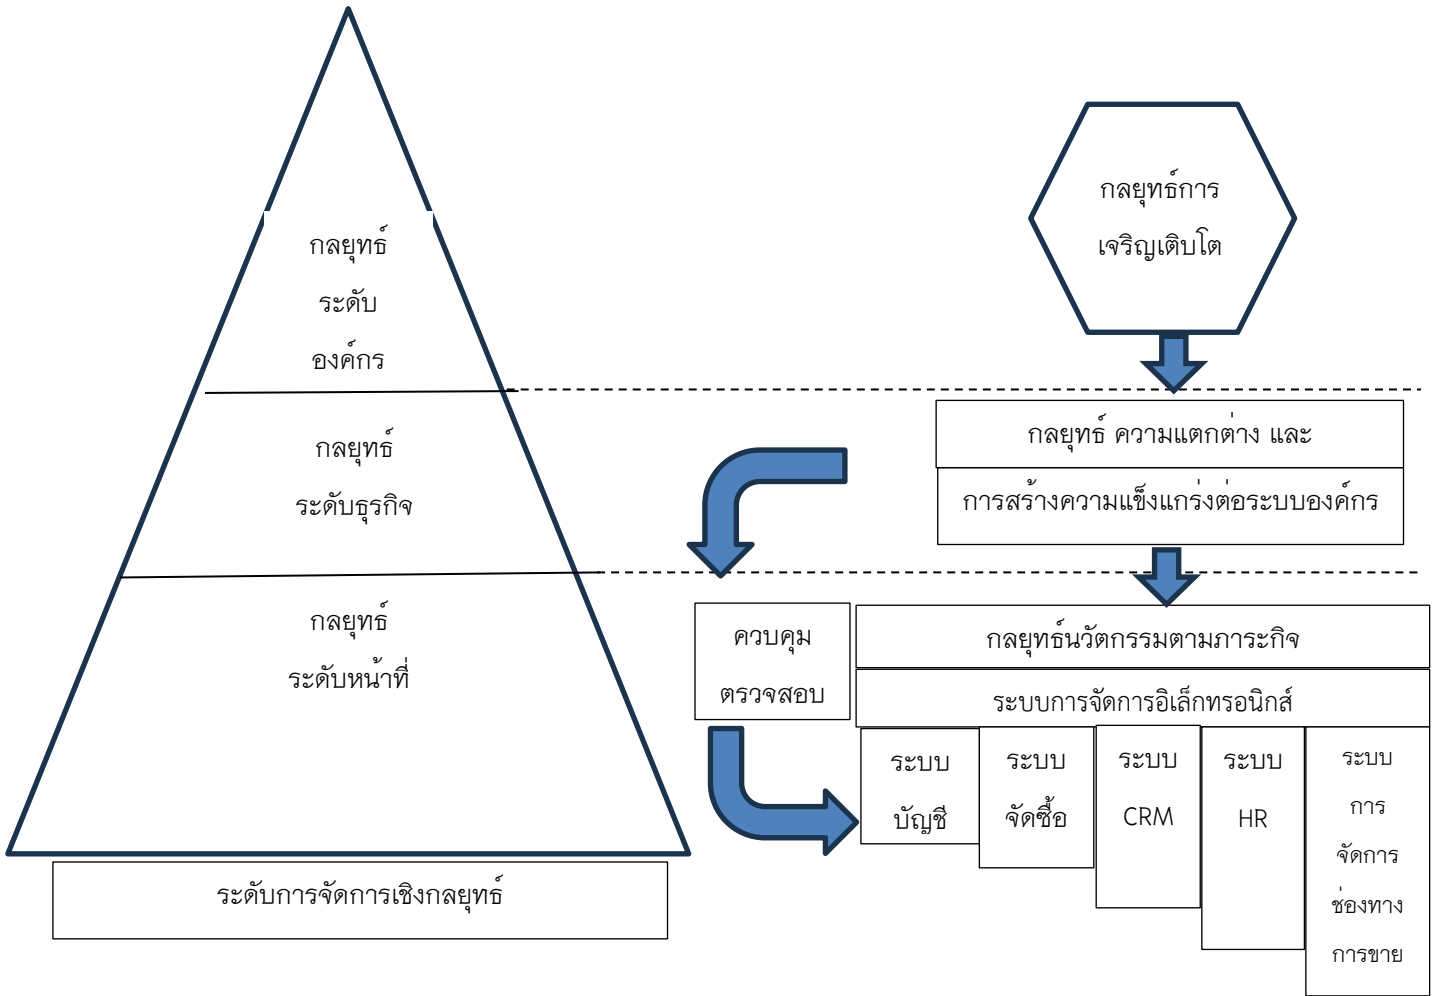 กลยุทธ์
ระดับ
องค์กร
กลยุทธ์
ระดับธุรกิจ
กลยุทธ์
ระดับหน้าที่
ระดับการจัดการเชิงกลยุทธ์
กลยุทธ์การ
เจริญเติบโต
กลยุทธ์ ความแตกต่าง และ
การสร้างความแข็งแกร่งต่อระบบองค์กร
ควบคุม
ตรวจสอบ
กลยุทธ์นวัตกรรมตามภาระกิจ
ระบบการจัดการอิเล็กทรอนิกส์
ระบบ
บัญชี
ระบบ
จัดซื้อ
ระบบ
CRM
ระบบ
HR
ระบบ
การ
จัดการ
ช่องทาง
การขาย